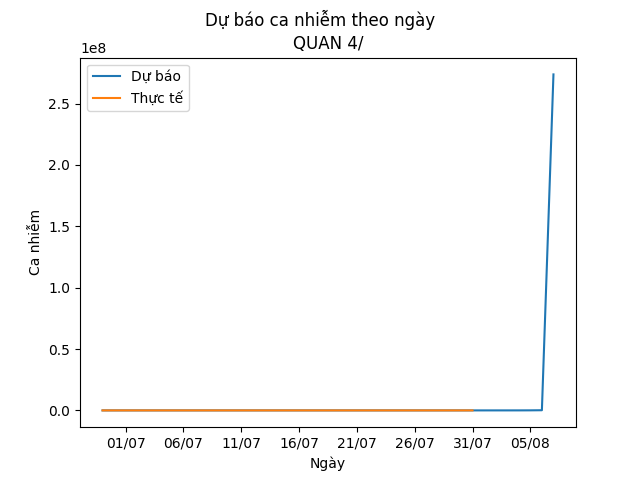 Dự báo ca nhiễm theo ngày
QUAN 4/
1e8
Dự báo
Thực tế
2.5
2.0
1.5
1.0
0.5
0.0
Ca nhiễm
01/07 06/07 11/07 16/07 21/07 26/07 31/07 05/08
Ngày